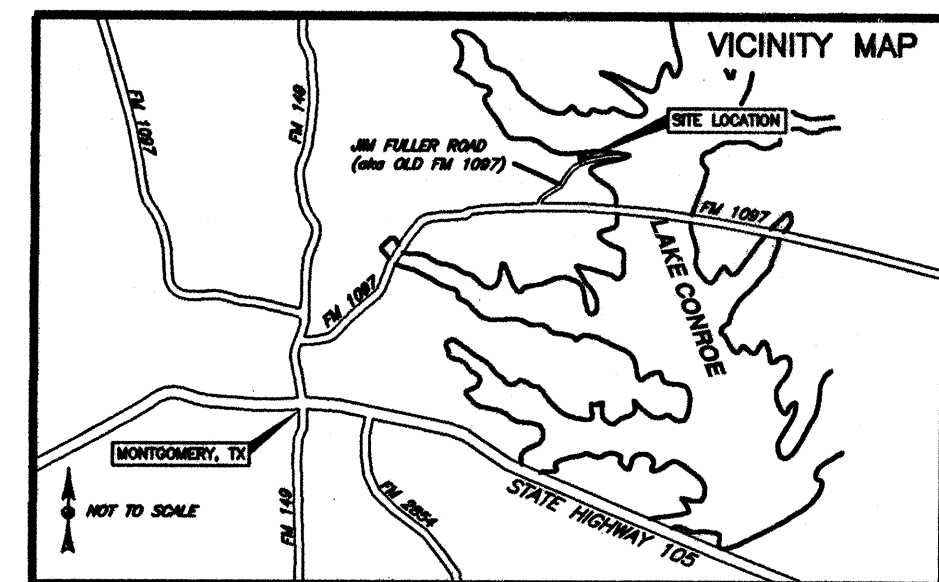 VICINITY MAP
SITE LOCATION
JIM FULLER ROAD
(aka OLD FM 1097)
FM 1097
FM 149
FM 1097
LAKE CONROE
FM 1097
MONTGOMERY, TX
NOT TO SCALE
FM 149
FM 2854
STATE HIGHWAY 105